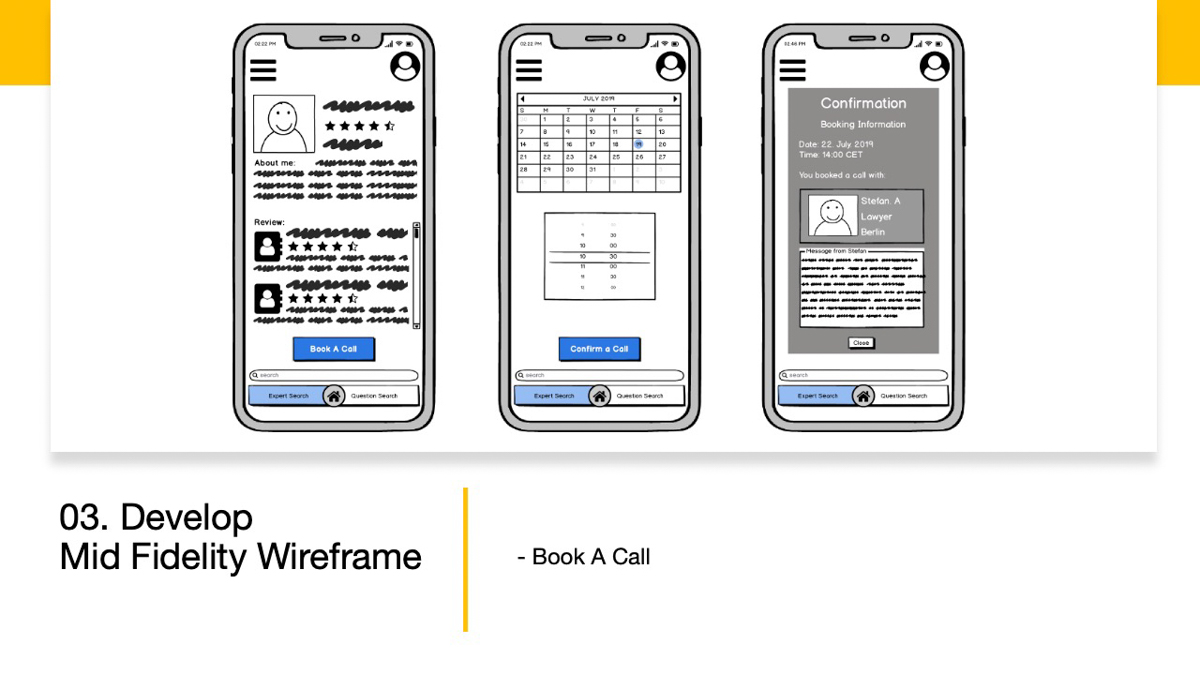 02:22 PM
About me:
Review:
Book A Call
search
Expert Search
Question Search
02:22 PM
JULY 2019
S M T W T F S
30 1 2 3 4 5 6
7 8 9 10 11 12 13
14 15 16 17 18 19 20
21 22 23 24 25 26 27
28 29 30 31 1 2 3
4 5 6 7 8 9 10
9 30
10 00
10 30
11 00
11 30
Confirm a Call
search
Expert Search
Question Search
02:46 PM
Confirmation
Booking Information
Date: 22. July. 2019
Time: 14:00 CET
You booked a call with:
Stefan. A
Lawyer
Berlin
Message from Stefan
Close
search
Expert Search
Question Search
03. Develop
Mid Fidelity Wireframe
- Book A Call